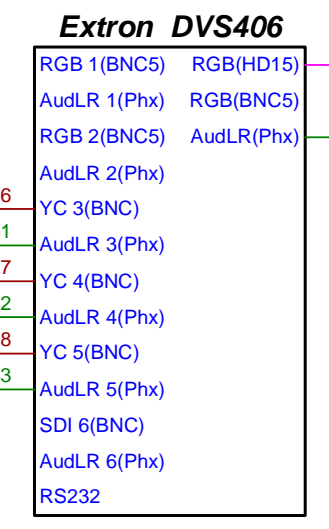 Extron DVS406
RGB 1(BNC5) RGB(HD15)
AudLR 1(Phx) RGB(BNC5)
RGB 2(BNC5) AudLR(Phx)
AudLR 2(Phx)
6 YC 3(BNC)
1 AudLR 3(Phx)
7 YC 4(BNC)
2 AudLR 4(Phx)
8 YC 5(BNC)
3 AudLR 5(Phx)
SDI 6(BNC)
AudLR 6(Phx)
RS232